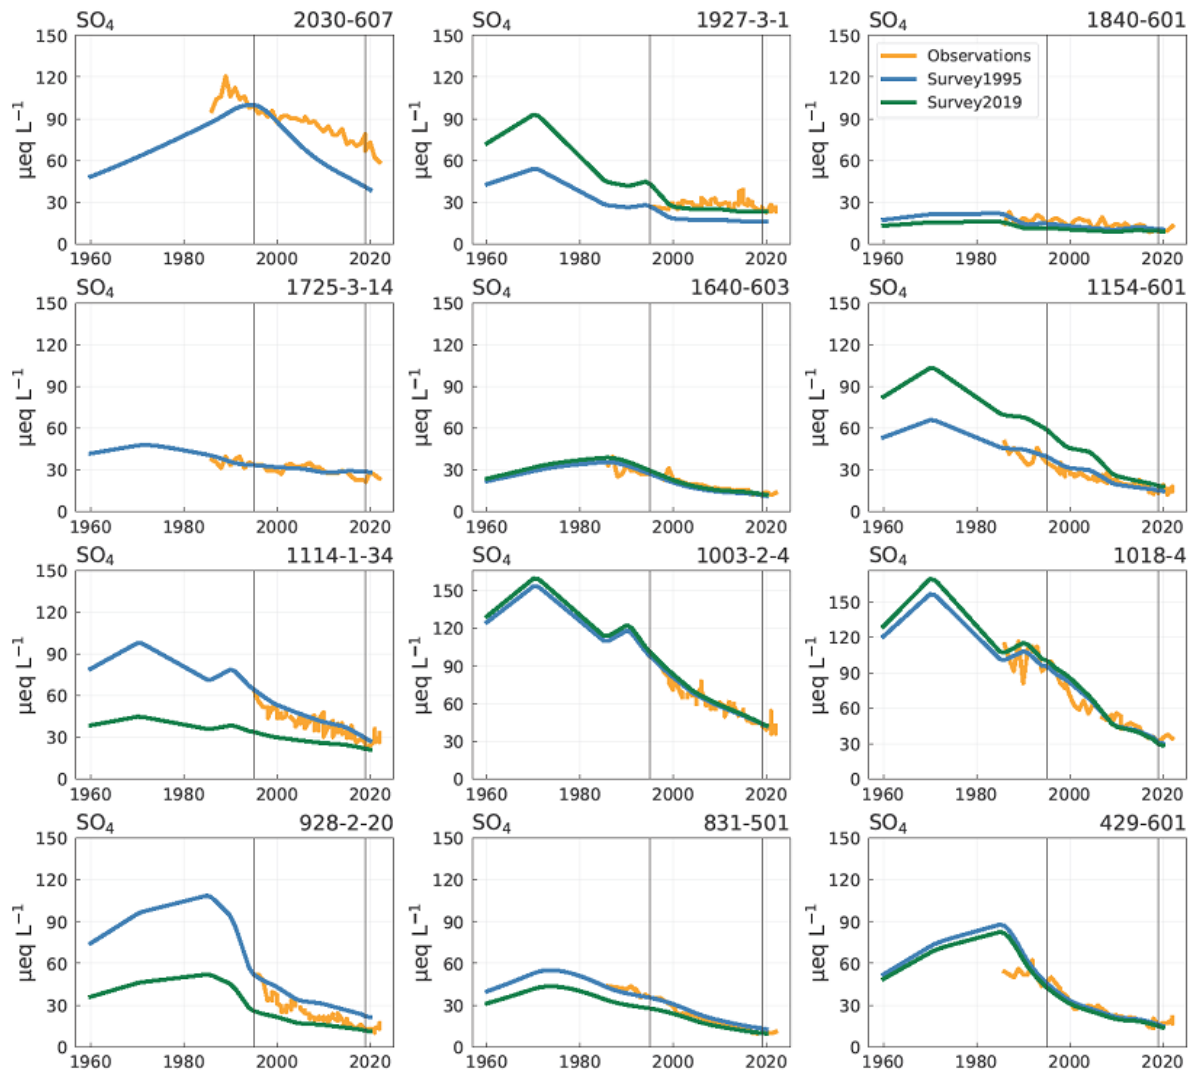 SO₄ 2030-607
SO₄ 1927-3-1
SO₄ 1840-601
150
120
90
60
30
0
µeq L⁻¹
1960 1980 2000 2020
150
120
90
60
30
0
µeq L⁻¹
1960 1980 2000 2020
150
120
90
60
30
0
µeq L⁻¹
Observations
Survey1995
Survey2019
1960 1980 2000 2020
SO₄ 1725-3-14
SO₄ 1640-603
SO₄ 1154-601
150
120
90
60
30
0
µeq L⁻¹
1960 1980 2000 2020
150
120
90
60
30
0
µeq L⁻¹
1960 1980 2000 2020
150
120
90
60
30
0
µeq L⁻¹
1960 1980 2000 2020
SO₄ 1114-1-34
SO₄ 1003-2-4
SO₄ 1018-4
150
120
90
60
30
0
µeq L⁻¹
1960 1980 2000 2020
150
120
90
60
30
0
µeq L⁻¹
1960 1980 2000 2020
150
120
90
60
30
0
µeq L⁻¹
1960 1980 2000 2020
SO₄ 928-2-20
SO₄ 831-501
SO₄ 429-601
150
120
90
60
30
0
µeq L⁻¹
1960 1980 2000 2020
150
120
90
60
30
0
µeq L⁻¹
1960 1980 2000 2020
150
120
90
60
30
0
µeq L⁻¹
1960 1980 2000 2020